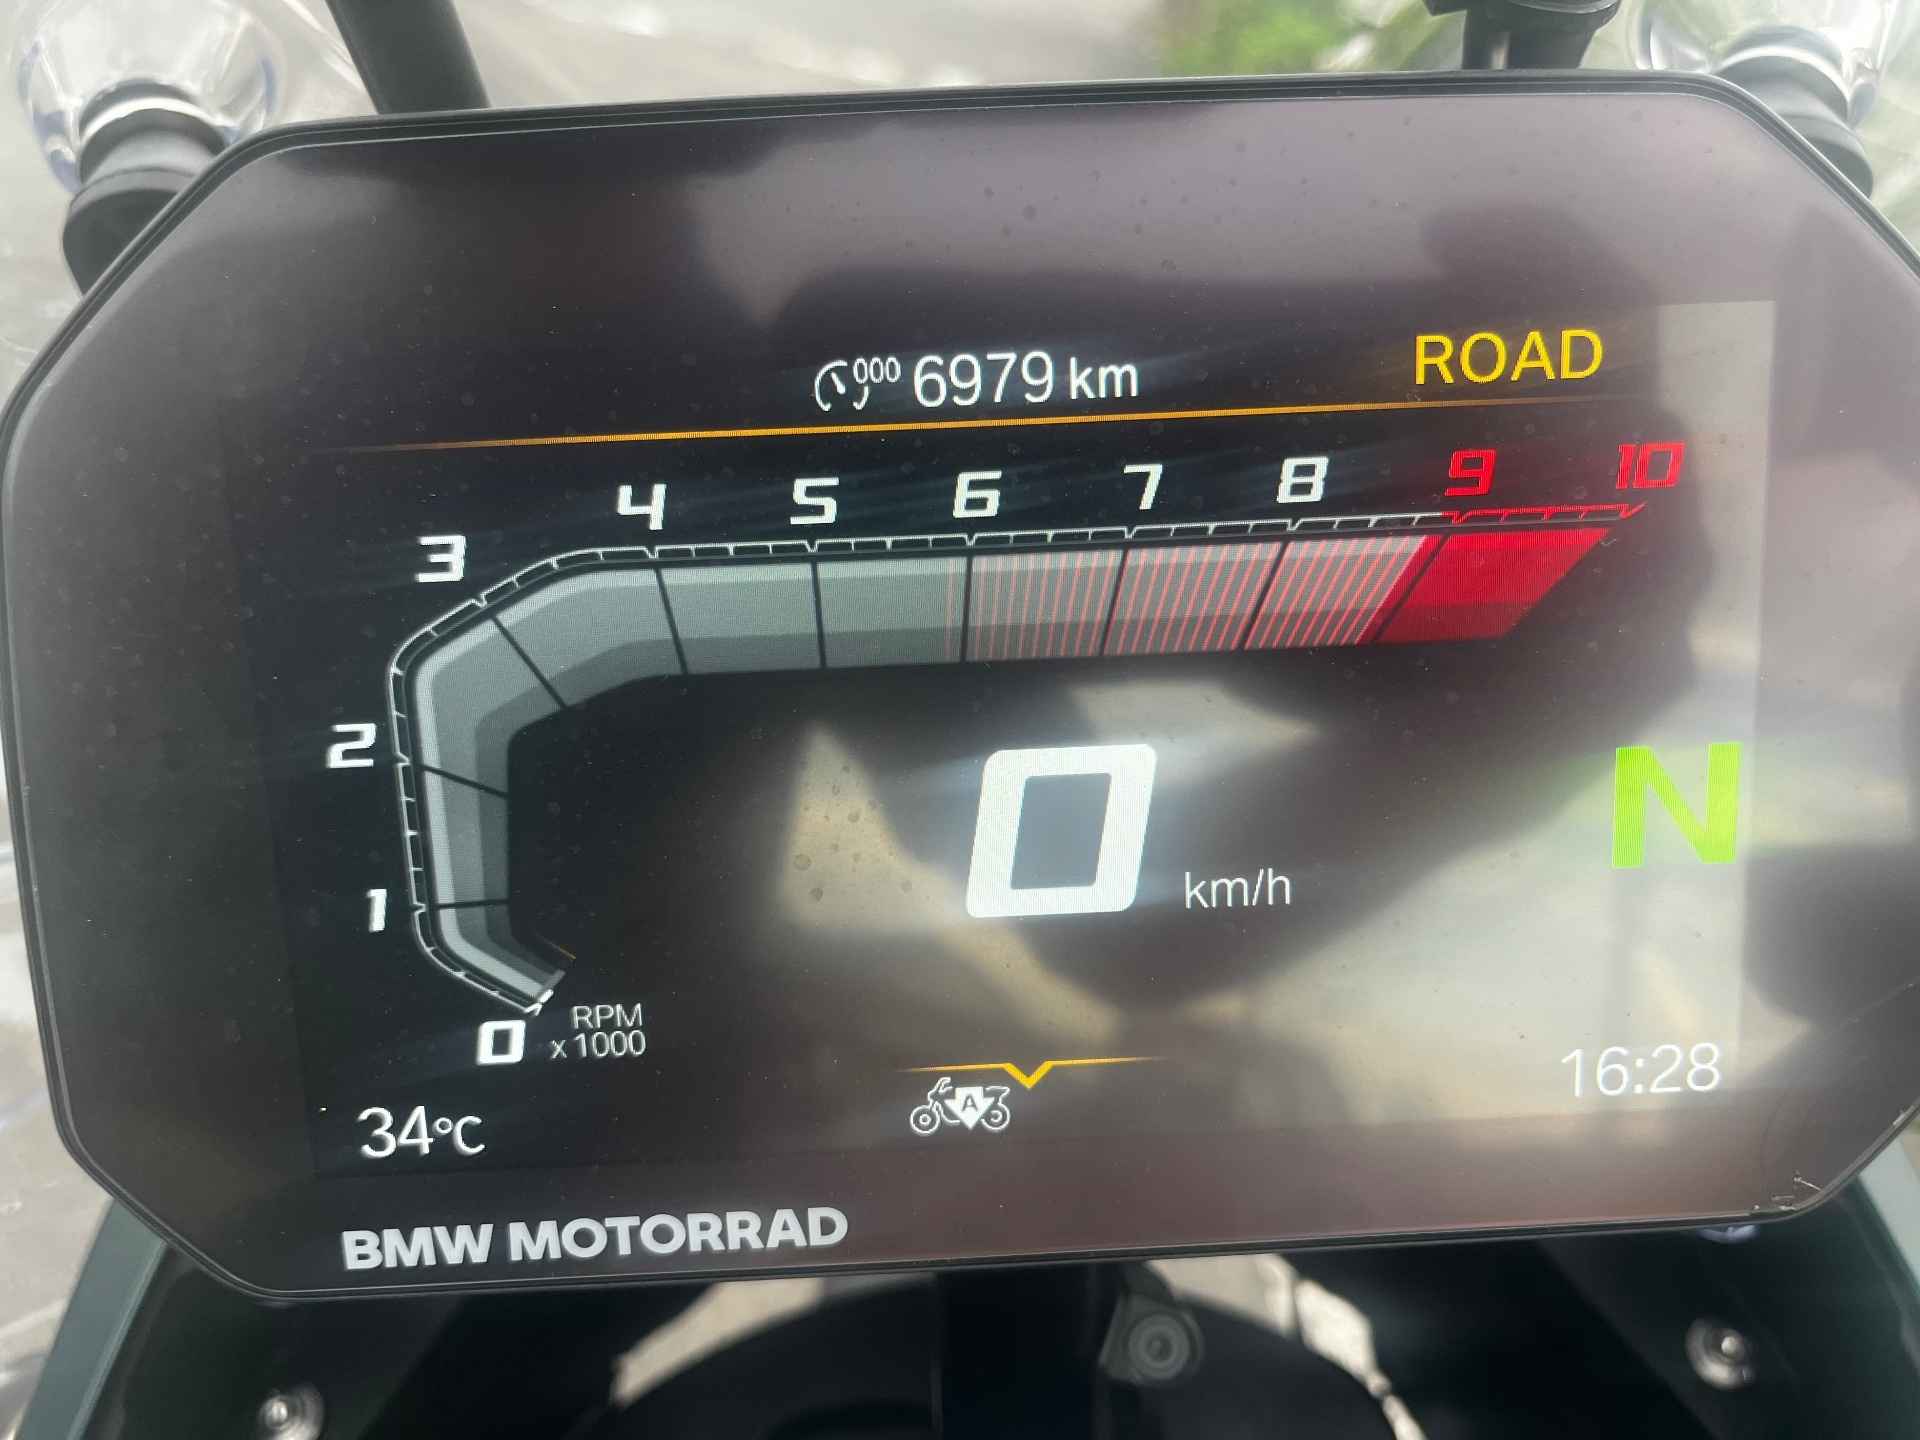 000 6979 km
ROAD
4 5 6 7 8 9 10
3
2
1
0
RPM
x 1000
0 km/h
N
34°C
A
16:28
BMW MOTORRAD